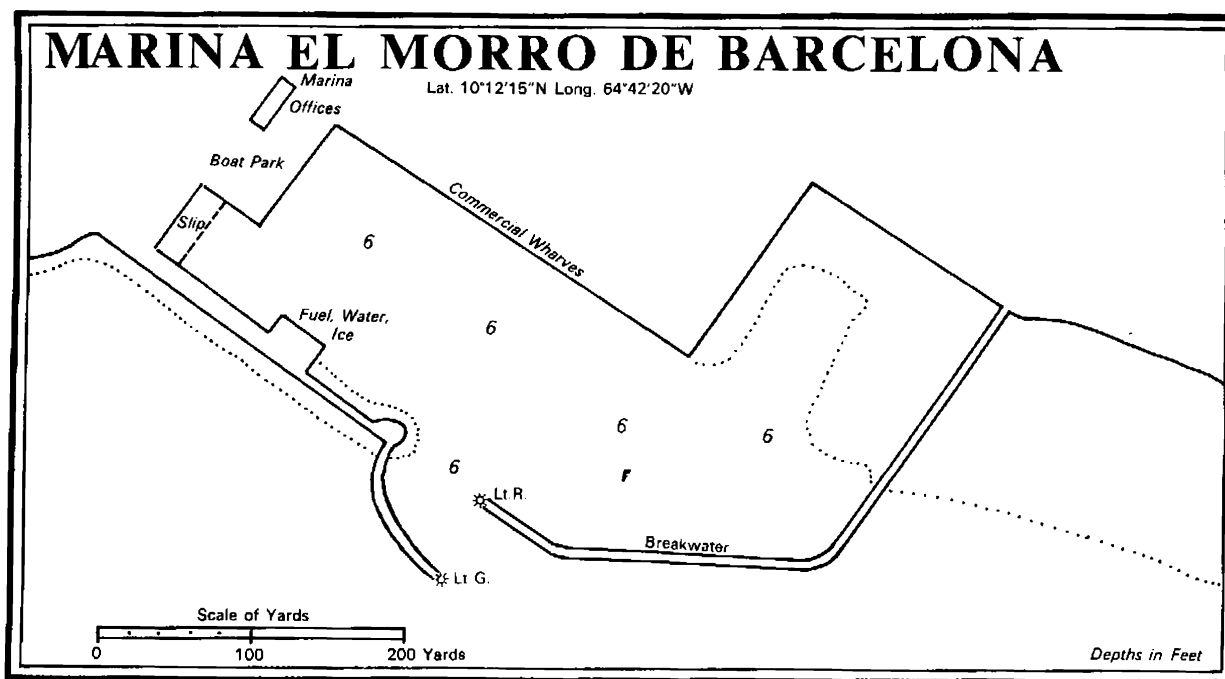 MARINA EL MORRO DE BARCELONA
Lat. 10°12'15"N Long. 64°42'20"W
Marina
Offices
Boat Park
Slip
Commercial Wharves
6
6
Fuel, Water,
Ice
6
6
6
F
Lt. R.
Breakwater
Lt G.
Scale of Yards
0 100 200 Yards
Depths in Feet